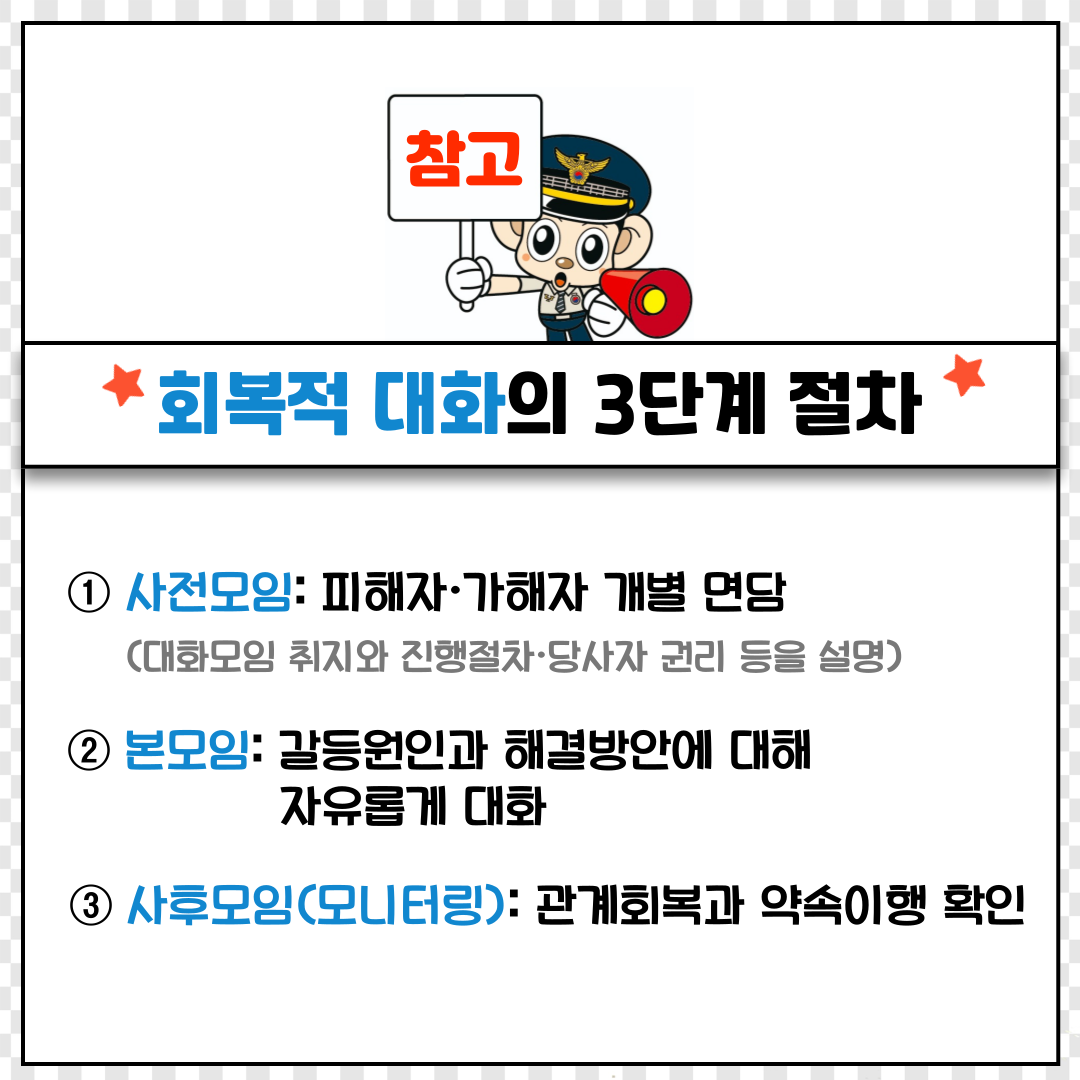 참고
회복적 대화의 3단계 절차
① 사전모임: 피해자·가해자 개별 면담
(대화모임 취지와 진행절차·당사자 권리 등을 설명)
② 본모임: 갈등원인과 해결방안에 대해
자유롭게 대화
③ 사후모임(모니터링): 관계회복과 약속이행 확인